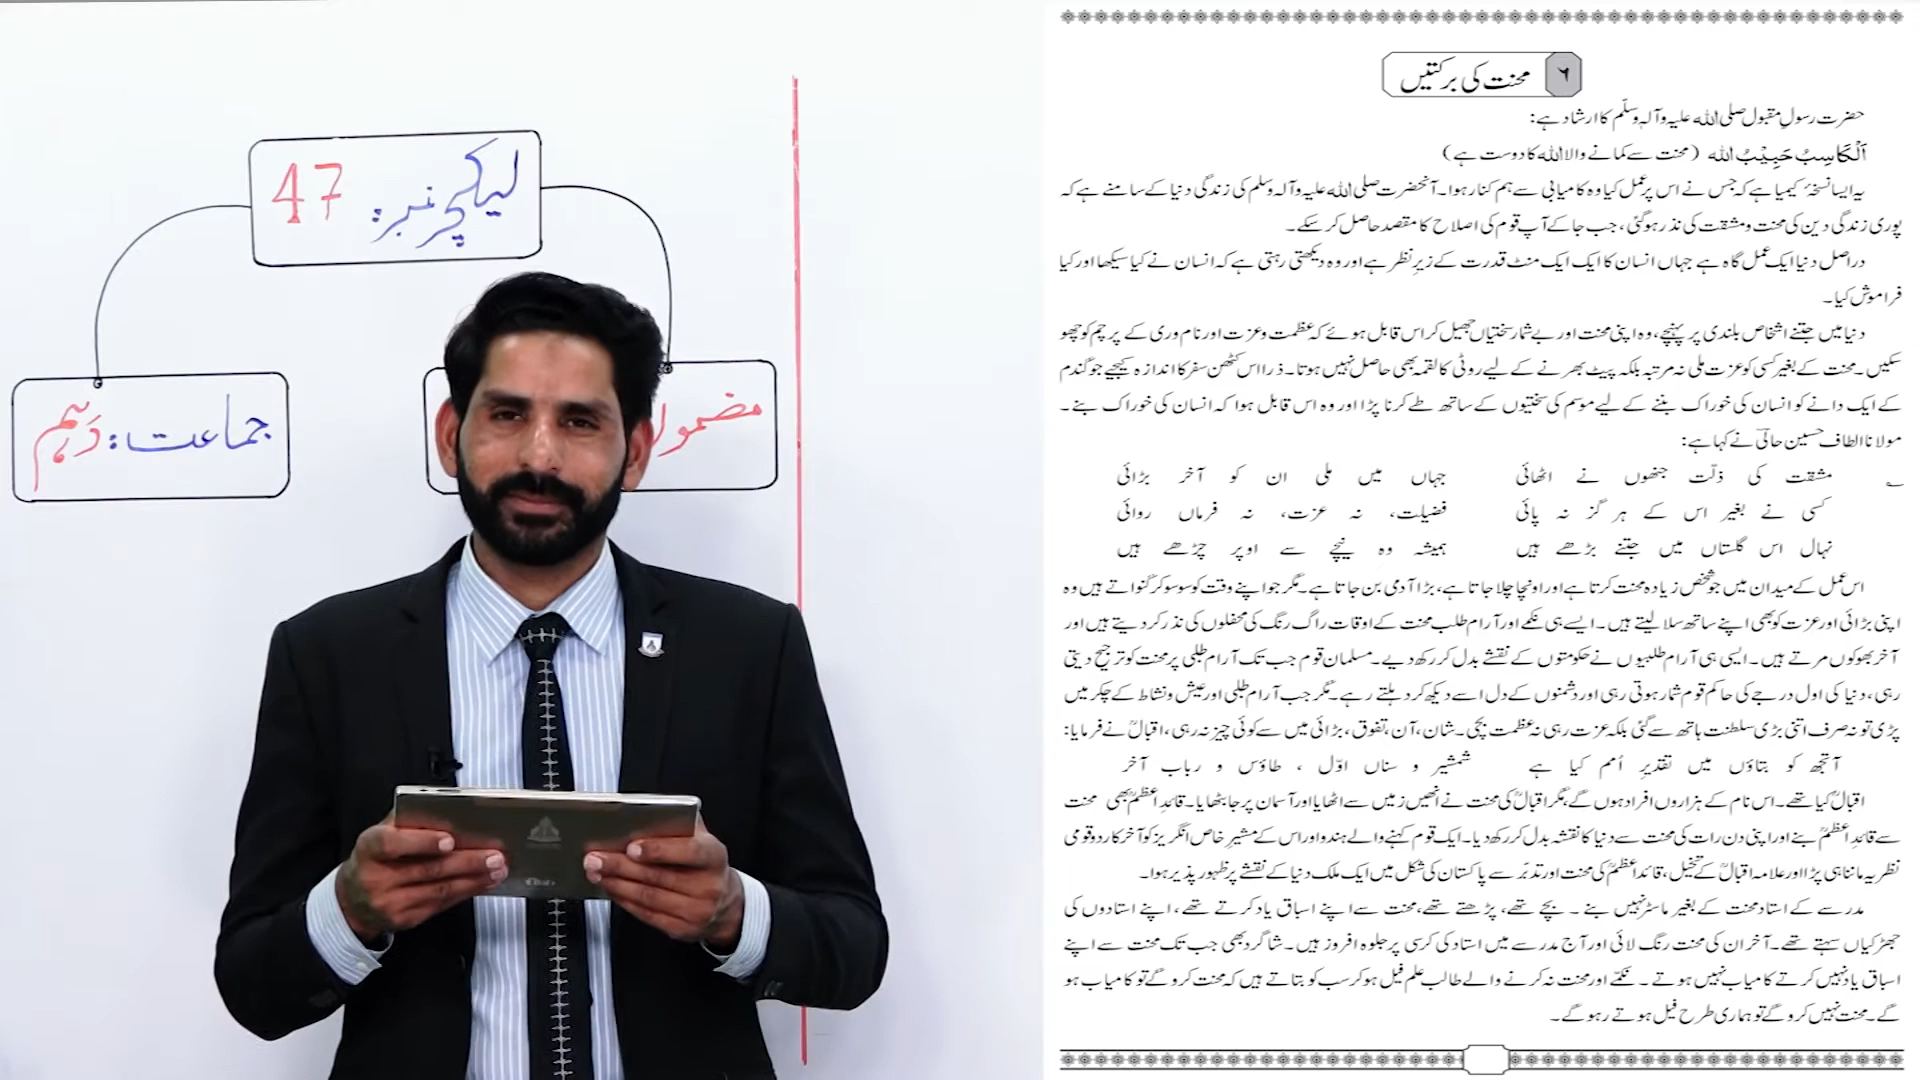 لیکچر نمبر: 47
جماعت: دہم
مضمو
۶ محنت کی برکتیں
حضرت رسولِ مقبول صلی اللہ علیہ وآلہٖ وسلّم کا ارشاد ہے:
اَلْکَاسِبُ حَبِیْبُ اللہ (محنت سے کمانے والا اللہ کا دوست ہے)
یہ ایسا نسخۂ کیمیا ہے کہ جس نے اس پر عمل کیا وہ کامیابی سے ہم کنار ہوا۔ آنحضرت صلی اللہ علیہ وآلہ وسلم کی زندگی دنیا کے سامنے ہے کہ
پوری زندگی دین کی محنت و مشقت کی نذر ہوگئی، جب جا کے آپ قوم کی اصلاح کا مقصد حاصل کر سکے۔
دراصل دنیا ایک عمل گاہ ہے جہاں انسان کا ایک ایک منٹ قدرت کے زیرِ نظر ہے اور وہ دیکھتی رہتی ہے کہ انسان نے کیا سیکھا اور کیا
فراموش کیا۔
دنیا میں جتنے اشخاص بلندی پر پہنچے، وہ اپنی محنت اور بے شمار سختیاں جھیل کر اس قابل ہوئے کہ عظمت و عزت اور نام وری کے پرچم کو چھو
سکیں۔ محنت کے بغیر کسی کو عزت ملی نہ مرتبہ بلکہ پیٹ بھرنے کے لیے روٹی کا لقمہ بھی حاصل نہیں ہوتا۔ ذرا اس کٹھن سفر کا اندازہ کیجیے جو گندم
کے ایک دانے کو انسان کی خوراک بننے کے لیے موسم کی سختیوں کے ساتھ طے کرنا پڑا اور وہ اس قابل ہوا کہ انسان کی خوراک بنے۔
مولانا الطاف حسین حالی نے کہا ہے:
مشقت کی ذلّت جنھوں نے اٹھائی جہاں میں ملی ان کو آخر بڑائی
کسی نے بغیر اس کے ہرگز نہ پائی فضیلت، نہ عزت، نہ فرماں روائی
نہال اس گلستاں میں جتنے بڑھے ہیں ہمیشہ وہ نیچے سے اوپر چڑھے ہیں
اس عمل کے میدان میں جو شخص زیادہ محنت کرتا ہے اور اونچا چلا جاتا ہے، بڑا آدمی بن جاتا ہے۔ مگر جو اپنے وقت کو سو سو کر گنواتے ہیں وہ
اپنی بڑائی اور عزت کو بھی اپنے ساتھ سلا لیتے ہیں۔ ایسے ہی نکمے اور آرام طلب محنت کے اوقات راگ رنگ کی محفلوں کی نذر کر دیتے ہیں اور
آخر بھوکوں مرتے ہیں۔ ایسی ہی آرام طلبیوں نے حکومتوں کے نقشے بدل کر رکھ دیے۔ مسلمان قوم جب تک آرام طلبی پر محنت کو ترجیح دیتی
رہی، دنیا کی اول درجے کی حاکم قوم شمار ہوتی رہی اور دشمنوں کے دل اسے دیکھ کر دہلتے رہے۔ مگر جب آرام طلبی اور عیش و نشاط کے چکر میں
پڑی تو نہ صرف اتنی بڑی سلطنت ہاتھ سے گئی بلکہ عزت رہی نہ عظمت بچی۔ شان، آن، تفوق، بڑائی میں سے کوئی چیز نہ رہی، اقبالؒ نے فرمایا:
آ تجھ کو بتاؤں میں تقدیرِ اُمم کیا ہے شمشیر و سناں اوّل، طاؤس و رباب آخر
اقبالؒ کیا تھے۔ اس نام کے ہزاروں افراد ہوں گے، مگر اقبالؒ کی محنت نے انھیں زمیں سے اٹھایا اور آسمان پر جا بٹھایا۔ قائدِاعظمؒ بھی محنت
سے قائدِاعظمؒ بنے اور اپنی دن رات کی محنت سے دنیا کا نقشہ بدل کر رکھ دیا۔ ایک قوم کہنے والے ہندو اور اس کے مشیرِ خاص انگریز کو آخر کار دو قومی
نظریہ ماننا ہی پڑا اور علامہ اقبالؒ کے تخیل، قائداعظمؒ کی محنت اور تدبّر سے پاکستان کی شکل میں ایک ملک دنیا کے نقشے پر ظہور پذیر ہوا۔
مدرسے کے استاد محنت کے بغیر ماسٹر نہیں بنے۔ بچے تھے، پڑھتے تھے، محنت سے اپنے اسباق یاد کرتے تھے، اپنے استادوں کی
جھڑکیاں سہتے تھے۔ آخر ان کی محنت رنگ لائی اور آج مدرسے میں استاد کی کرسی پر جلوہ افروز ہیں۔ شاگرد بھی جب تک محنت سے اپنے
اسباق یاد نہیں کرتے کامیاب نہیں ہوتے۔ نکمّے اور محنت نہ کرنے والے طالب علم فیل ہو کر سب کو بتاتے ہیں کہ محنت کرو گے تو کامیاب ہو
گے۔ محنت نہیں کرو گے تو ہماری طرح فیل ہوتے رہو گے۔